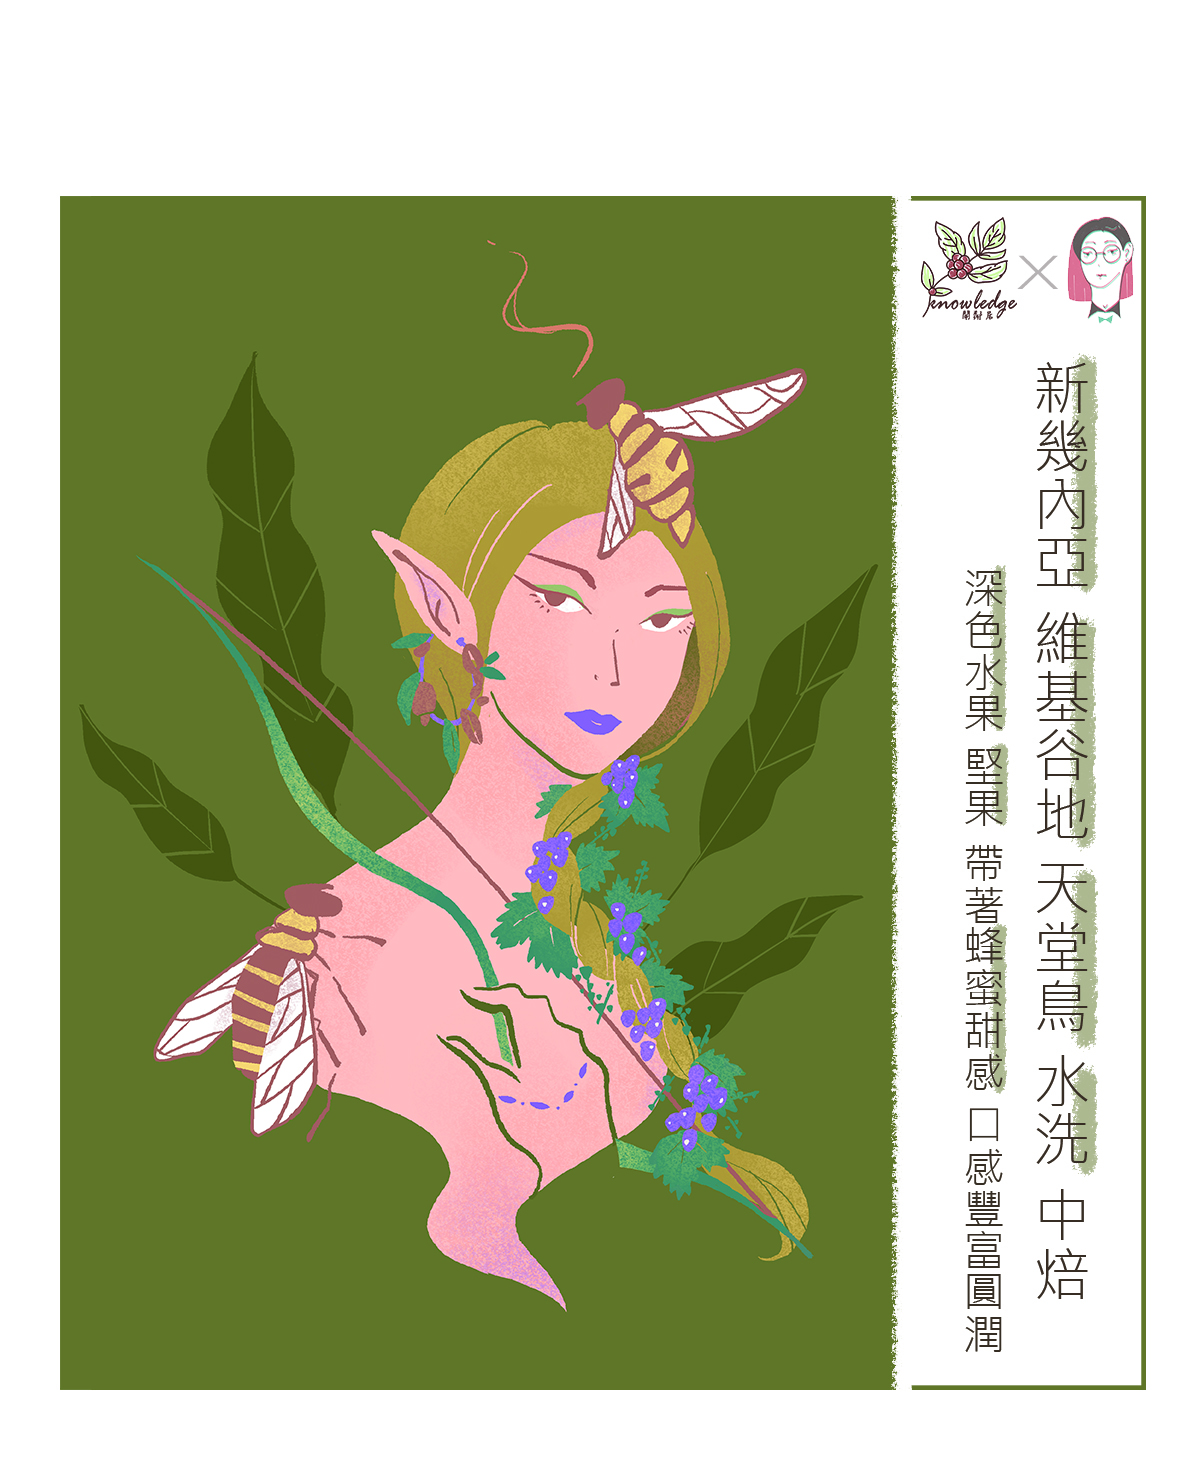 knowledge
新幾內亞 維基谷地 天堂鳥 水洗 中焙
深色水果 堅果 帶著蜂蜜甜感 口感豐富圓潤